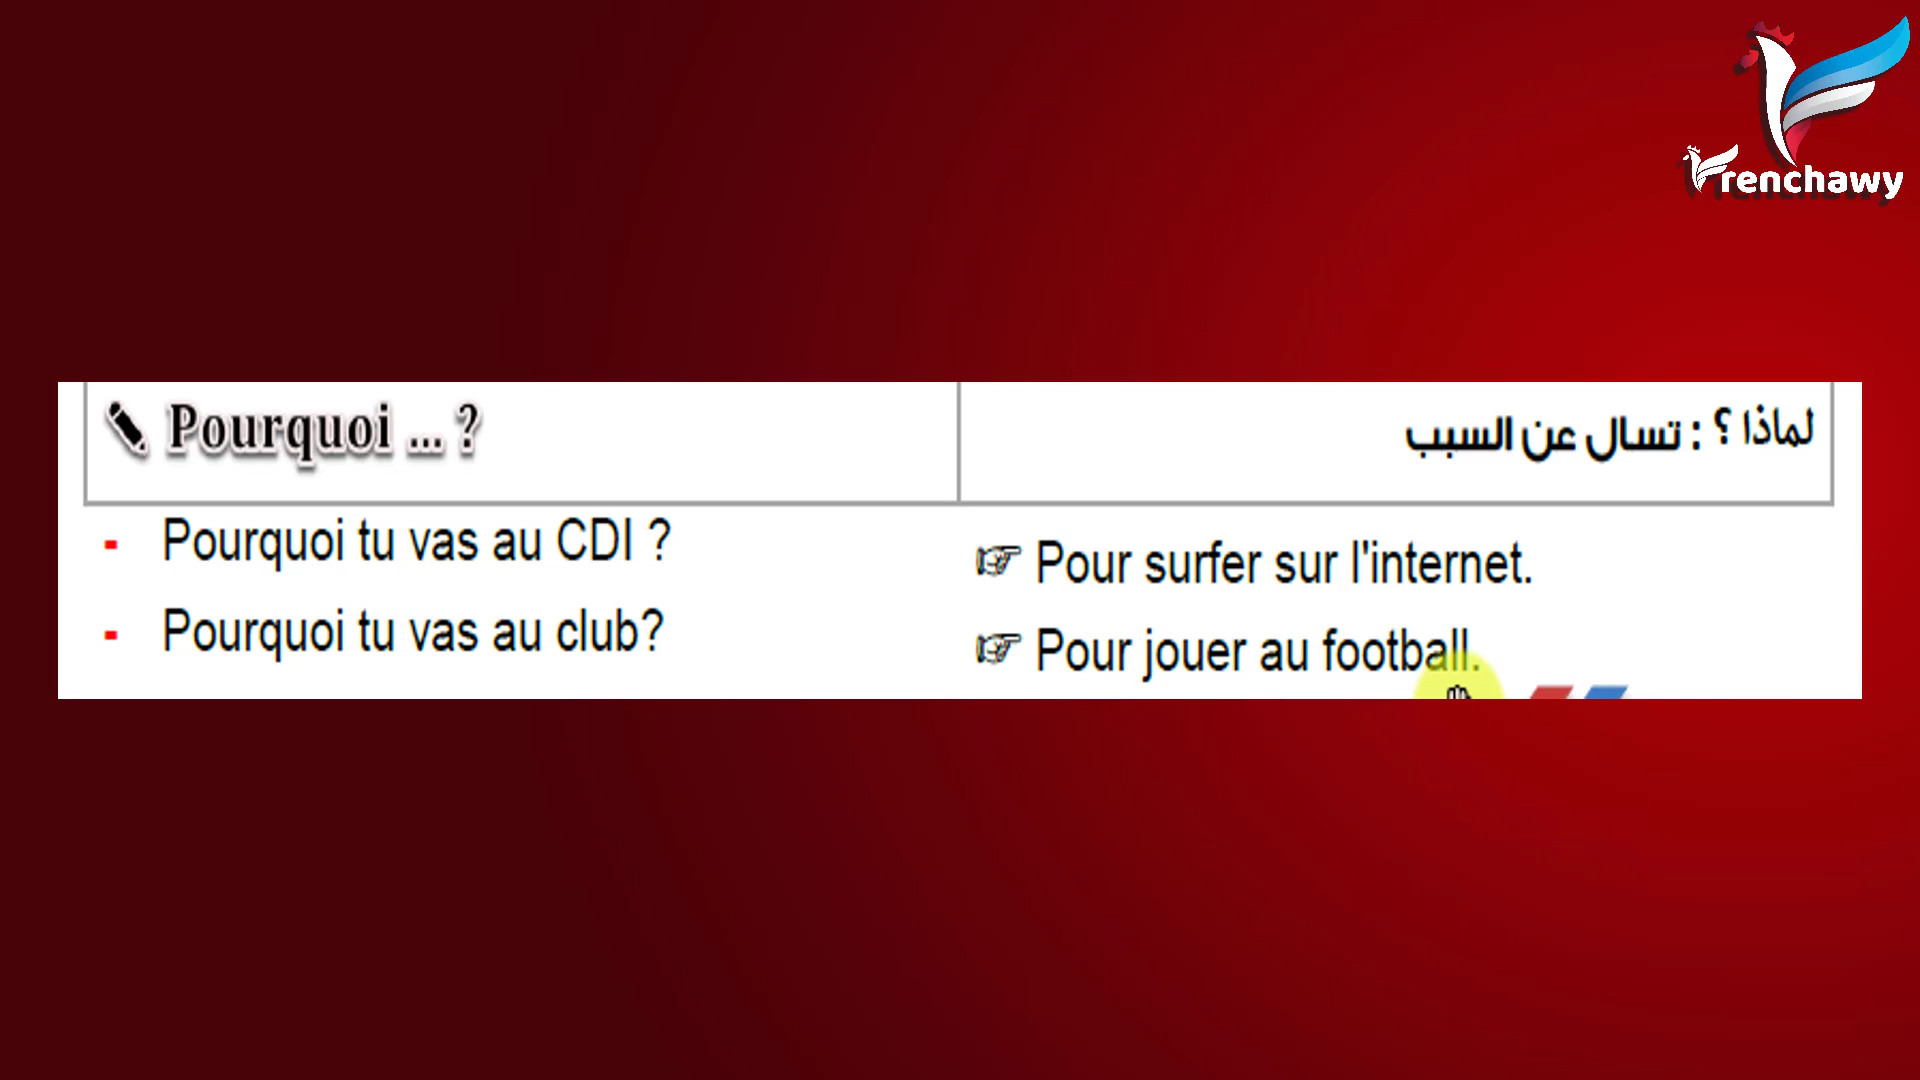 Frenchawy
Pourquoi ... ?
لماذا ؟ : تسال عن السبب
- Pourquoi tu vas au CDI ?
☞ Pour surfer sur l'internet.
- Pourquoi tu vas au club?
☞ Pour jouer au football.